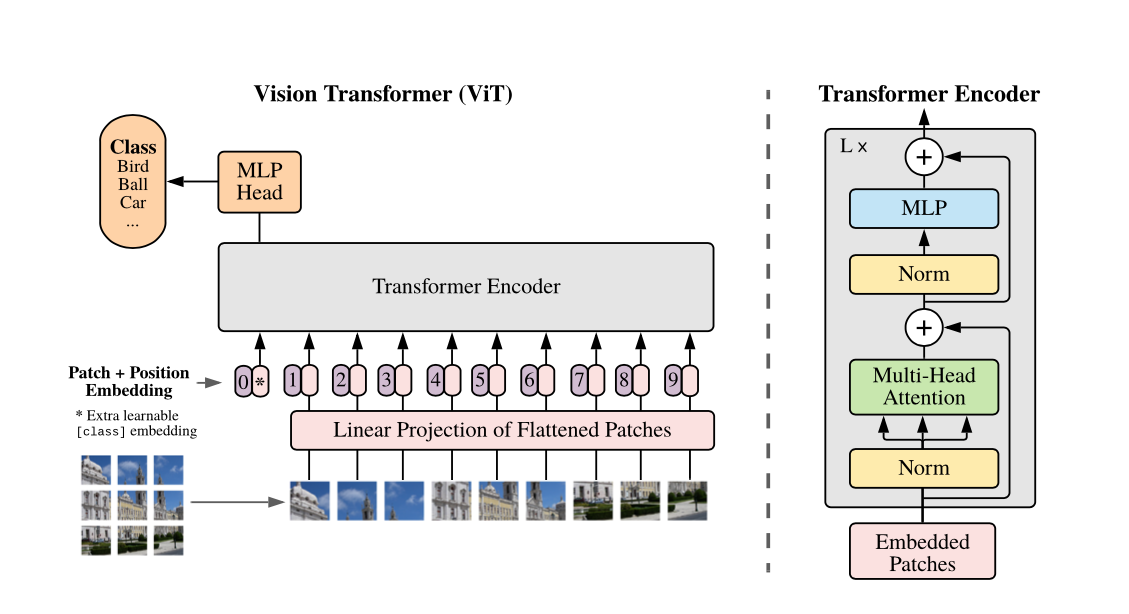 Vision Transformer (ViT)
Class
Bird
Ball
Car
...
MLP
Head
Transformer Encoder
0 * 1 2 3 4 5 6 7 8 9
Patch + Position
Embedding
* Extra learnable
[class] embedding
Linear Projection of Flattened Patches
Transformer Encoder
L ×
+
MLP
Norm
+
Multi-Head
Attention
Norm
Embedded
Patches